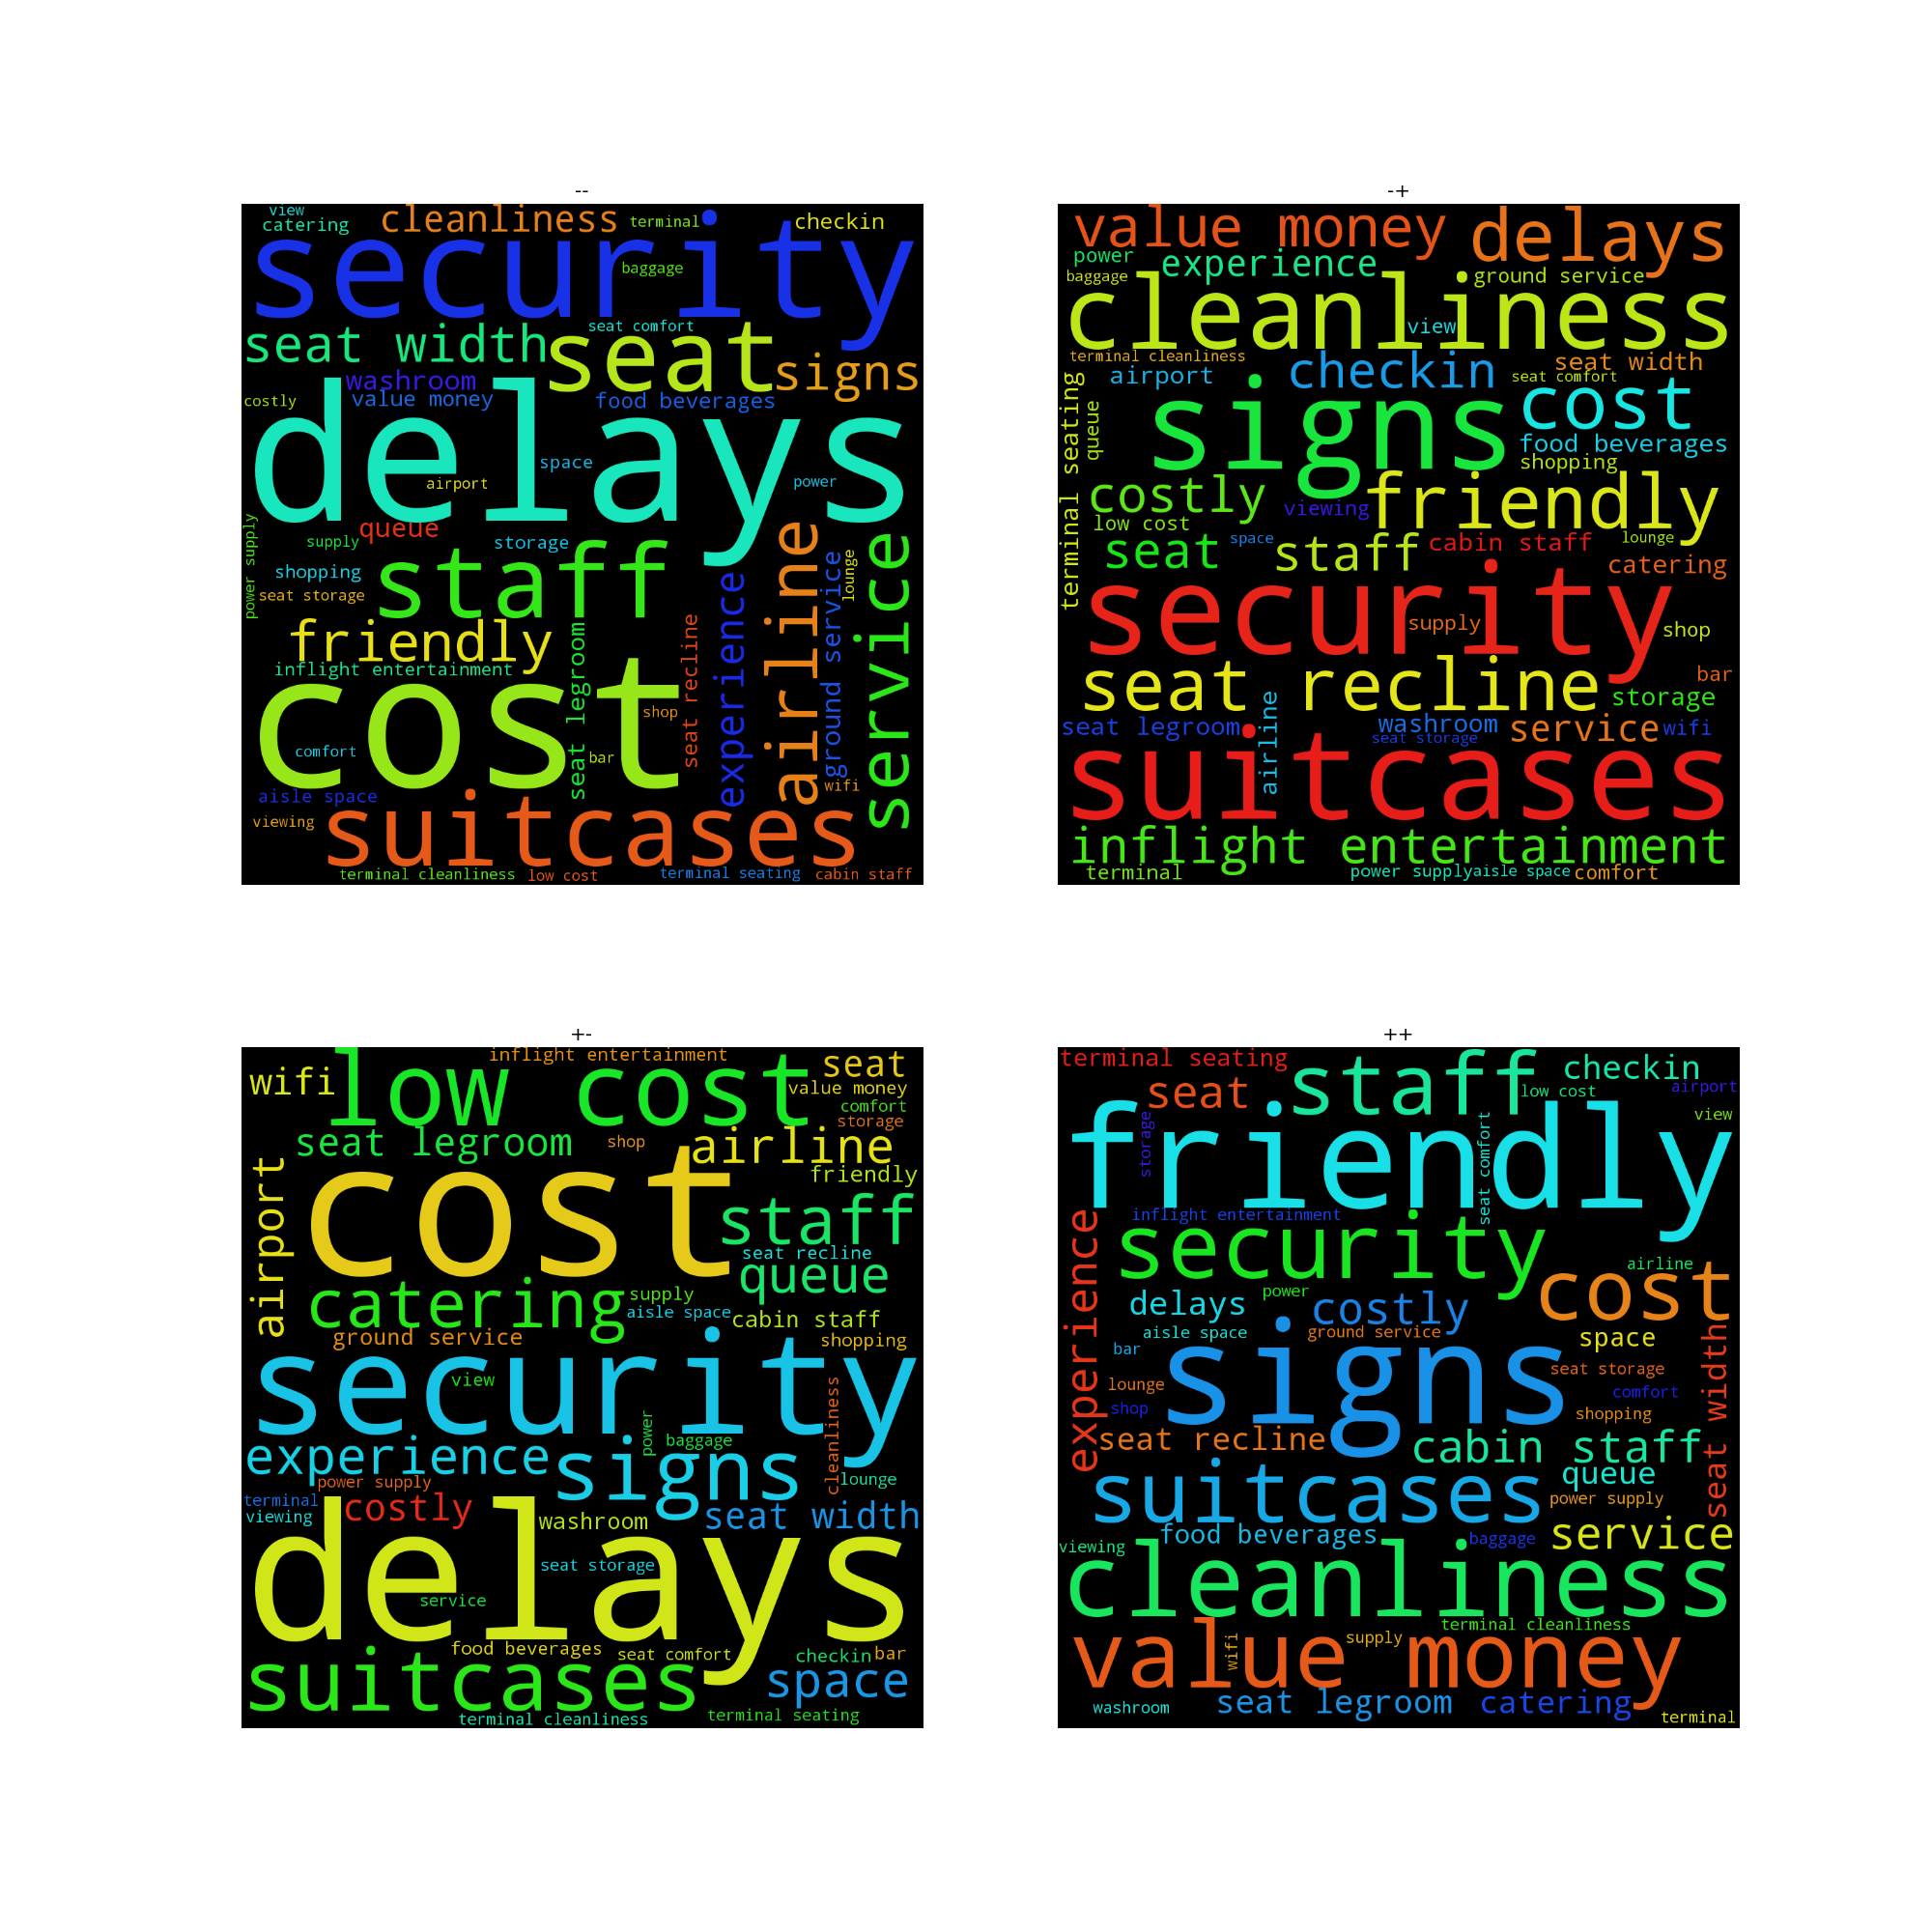 --
view
catering
cleanliness
terminal
checkin
security
baggage
seat comfort
seat width
seat
signs
washroom
value money
food beverages
costly
delays
space
airport
power
queue
supply
storage
power supply
shopping
staff
seat storage
friendly
inflight entertainment
seat legroom
seat recline
experience
airline
ground service
lounge
service
cost
shop
comfort
bar
wifi
aisle space
viewing
suitcases
terminal cleanliness
low cost
terminal seating
cabin staff
-+
value money
delays
power
experience
baggage
ground service
cleanliness
view
terminal cleanliness
seat width
airport
checkin
seat comfort
terminal seating
queue
signs
cost
food beverages
shopping
costly
viewing
friendly
low cost
seat
space
staff
cabin staff
lounge
catering
security
supply
shop
seat recline
bar
storage
seat legroom
airline
washroom
service
wifi
seat storage
suitcases
inflight entertainment
terminal
power supply
aisle space
comfort
+-
inflight entertainment
low cost
seat
wifi
value money
comfort
storage
seat legroom
shop
airline
friendly
airport
cost
staff
seat recline
queue
catering
supply
aisle space
cabin staff
ground service
shopping
security
view
cleanliness
power
baggage
experience
signs
lounge
power supply
terminal
viewing
costly
washroom
seat width
delays
seat storage
service
food beverages
seat comfort
checkin
bar
suitcases
space
terminal cleanliness
terminal seating
++
terminal seating
staff
checkin
seat
low cost
airport
view
friendly
storage
seat comfort
inflight entertainment
experience
security
airline
cost
delays
power
costly
aisle space
ground service
space
bar
signs
seat storage
lounge
comfort
shop
shopping
seat width
seat recline
cabin staff
suitcases
queue
power supply
food beverages
baggage
service
viewing
cleanliness
terminal cleanliness
value money
wifi
supply
washroom
seat legroom
catering
terminal